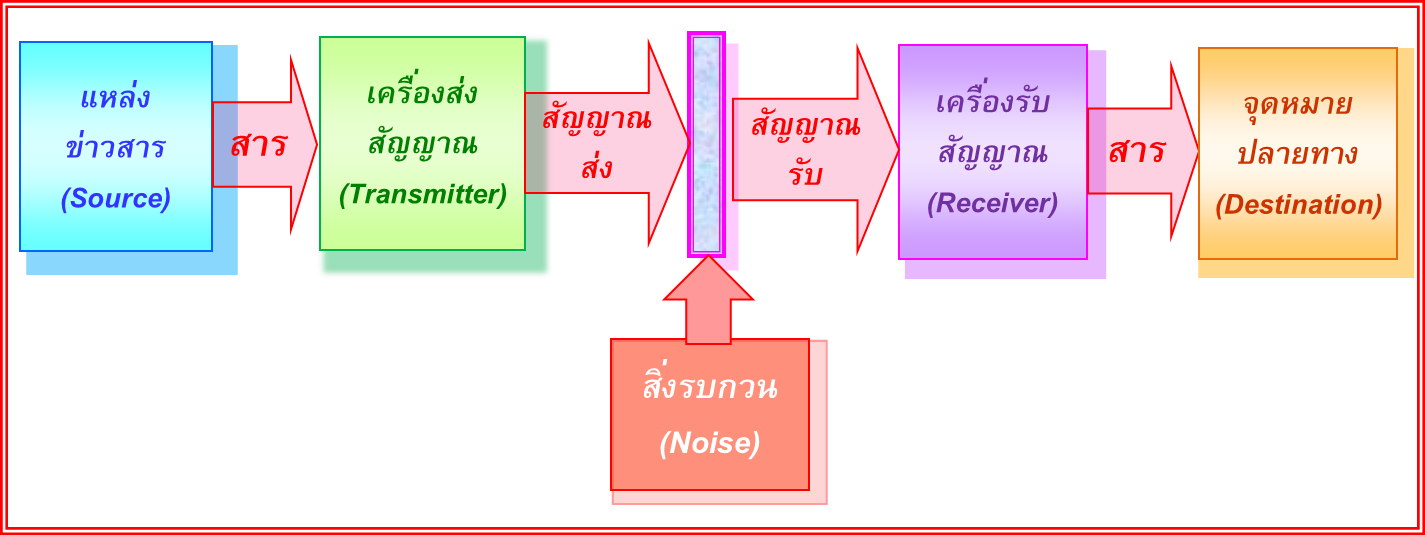 แหล่ง
ข่าวสาร
(Source)
สาร
เครื่องส่ง
สัญญาณ
(Transmitter)
สัญญาณ
ส่ง
สัญญาณ
รับ
เครื่องรับ
สัญญาณ
(Receiver)
สาร
จุดหมาย
ปลายทาง
(Destination)
สิ่งรบกวน
(Noise)